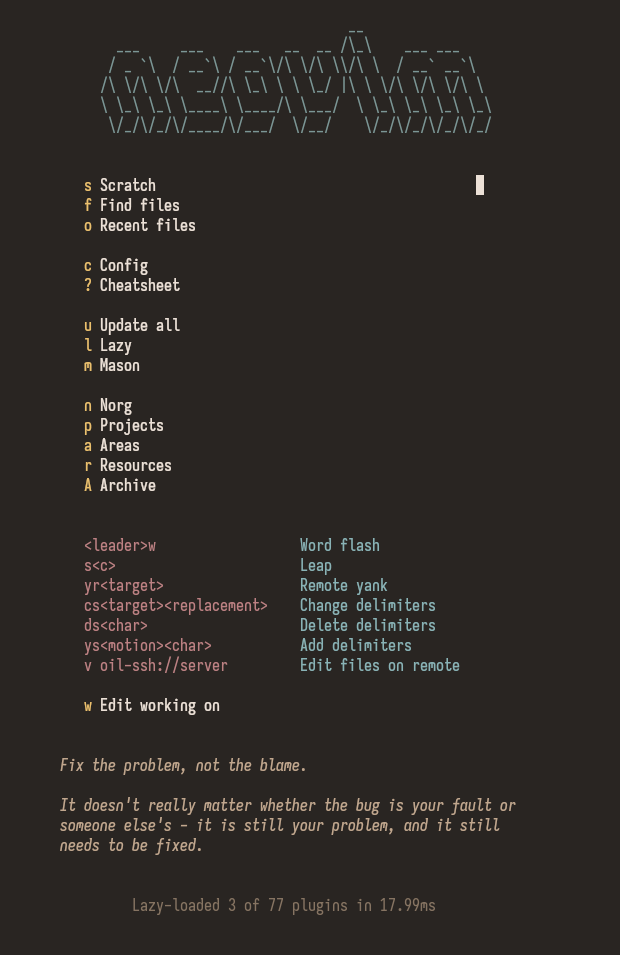 neovim
s Scratch
f Find files
o Recent files
c Config
? Cheatsheet
u Update all
l Lazy
m Mason
n Norg
p Projects
a Areas
r Resources
A Archive
<leader>w Word flash
s<c> Leap
yr<target> Remote yank
cs<target><replacement> Change delimiters
ds<char> Delete delimiters
ys<motion><char> Add delimiters
v oil-ssh://server Edit files on remote
w Edit working on
Fix the problem, not the blame.
It doesn't really matter whether the bug is your fault or
someone else's - it is still your problem, and it still
needs to be fixed.
Lazy-loaded 3 of 77 plugins in 17.99ms